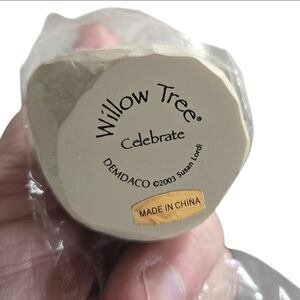 Willow Tree®
Celebrate
DEMDACO ©2003 Susan Lordi
MADE IN CHINA